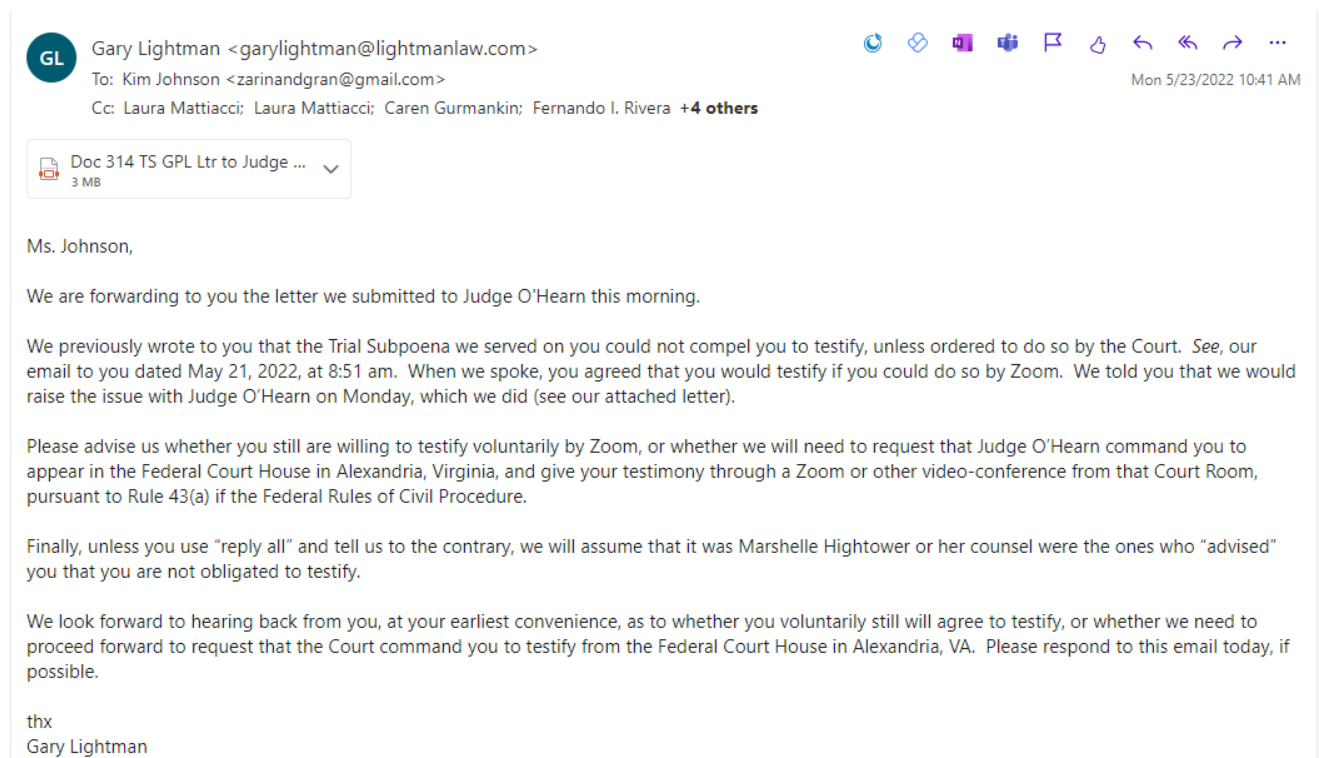 GL
Gary Lightman <garylightman@lightmanlaw.com>
To: Kim Johnson <zarinandgran@gmail.com>
Mon 5/23/2022 10:41 AM
Cc: Laura Mattiacci; Laura Mattiacci; Caren Gurmankin; Fernando I. Rivera +4 others
Doc 314 TS GPL Ltr to Judge ...
3 MB
Ms. Johnson,
We are forwarding to you the letter we submitted to Judge O'Hearn this morning.
We previously wrote to you that the Trial Subpoena we served on you could not compel you to testify, unless ordered to do so by the Court. See, our
email to you dated May 21, 2022, at 8:51 am. When we spoke, you agreed that you would testify if you could do so by Zoom. We told you that we would
raise the issue with Judge O’Hearn on Monday, which we did (see our attached letter).
Please advise us whether you still are willing to testify voluntarily by Zoom, or whether we will need to request that Judge O’Hearn command you to
appear in the Federal Court House in Alexandria, Virginia, and give your testimony through a Zoom or other video-conference from that Court Room,
pursuant to Rule 43(a) if the Federal Rules of Civil Procedure.
Finally, unless you use “reply all” and tell us to the contrary, we will assume that it was Marshelle Hightower or her counsel were the ones who “advised”
you that you are not obligated to testify.
We look forward to hearing back from you, at your earliest convenience, as to whether you voluntarily still will agree to testify, or whether we need to
proceed forward to request that the Court command you to testify from the Federal Court House in Alexandria, VA. Please respond to this email today, if
possible.
thx
Gary Lightman